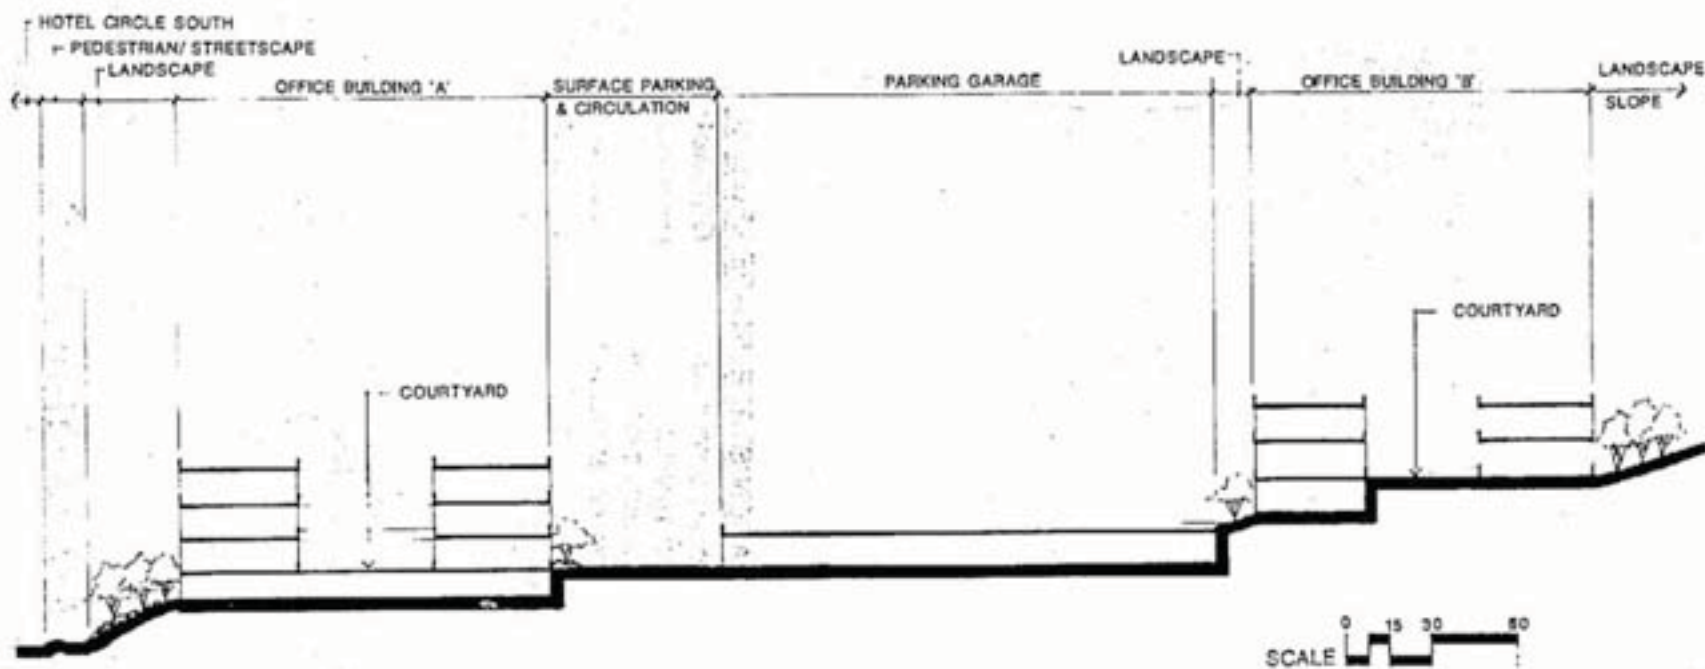 HOTEL CIRCLE SOUTH
PEDESTRIAN/ STREETSCAPE
LANDSCAPE
OFFICE BUILDING 'A'
SURFACE PARKING
& CIRCULATION
PARKING GARAGE
LANDSCAPE
OFFICE BUILDING 'B'
LANDSCAPE
SLOPE
COURTYARD
COURTYARD
SCALE
0 15 30 60